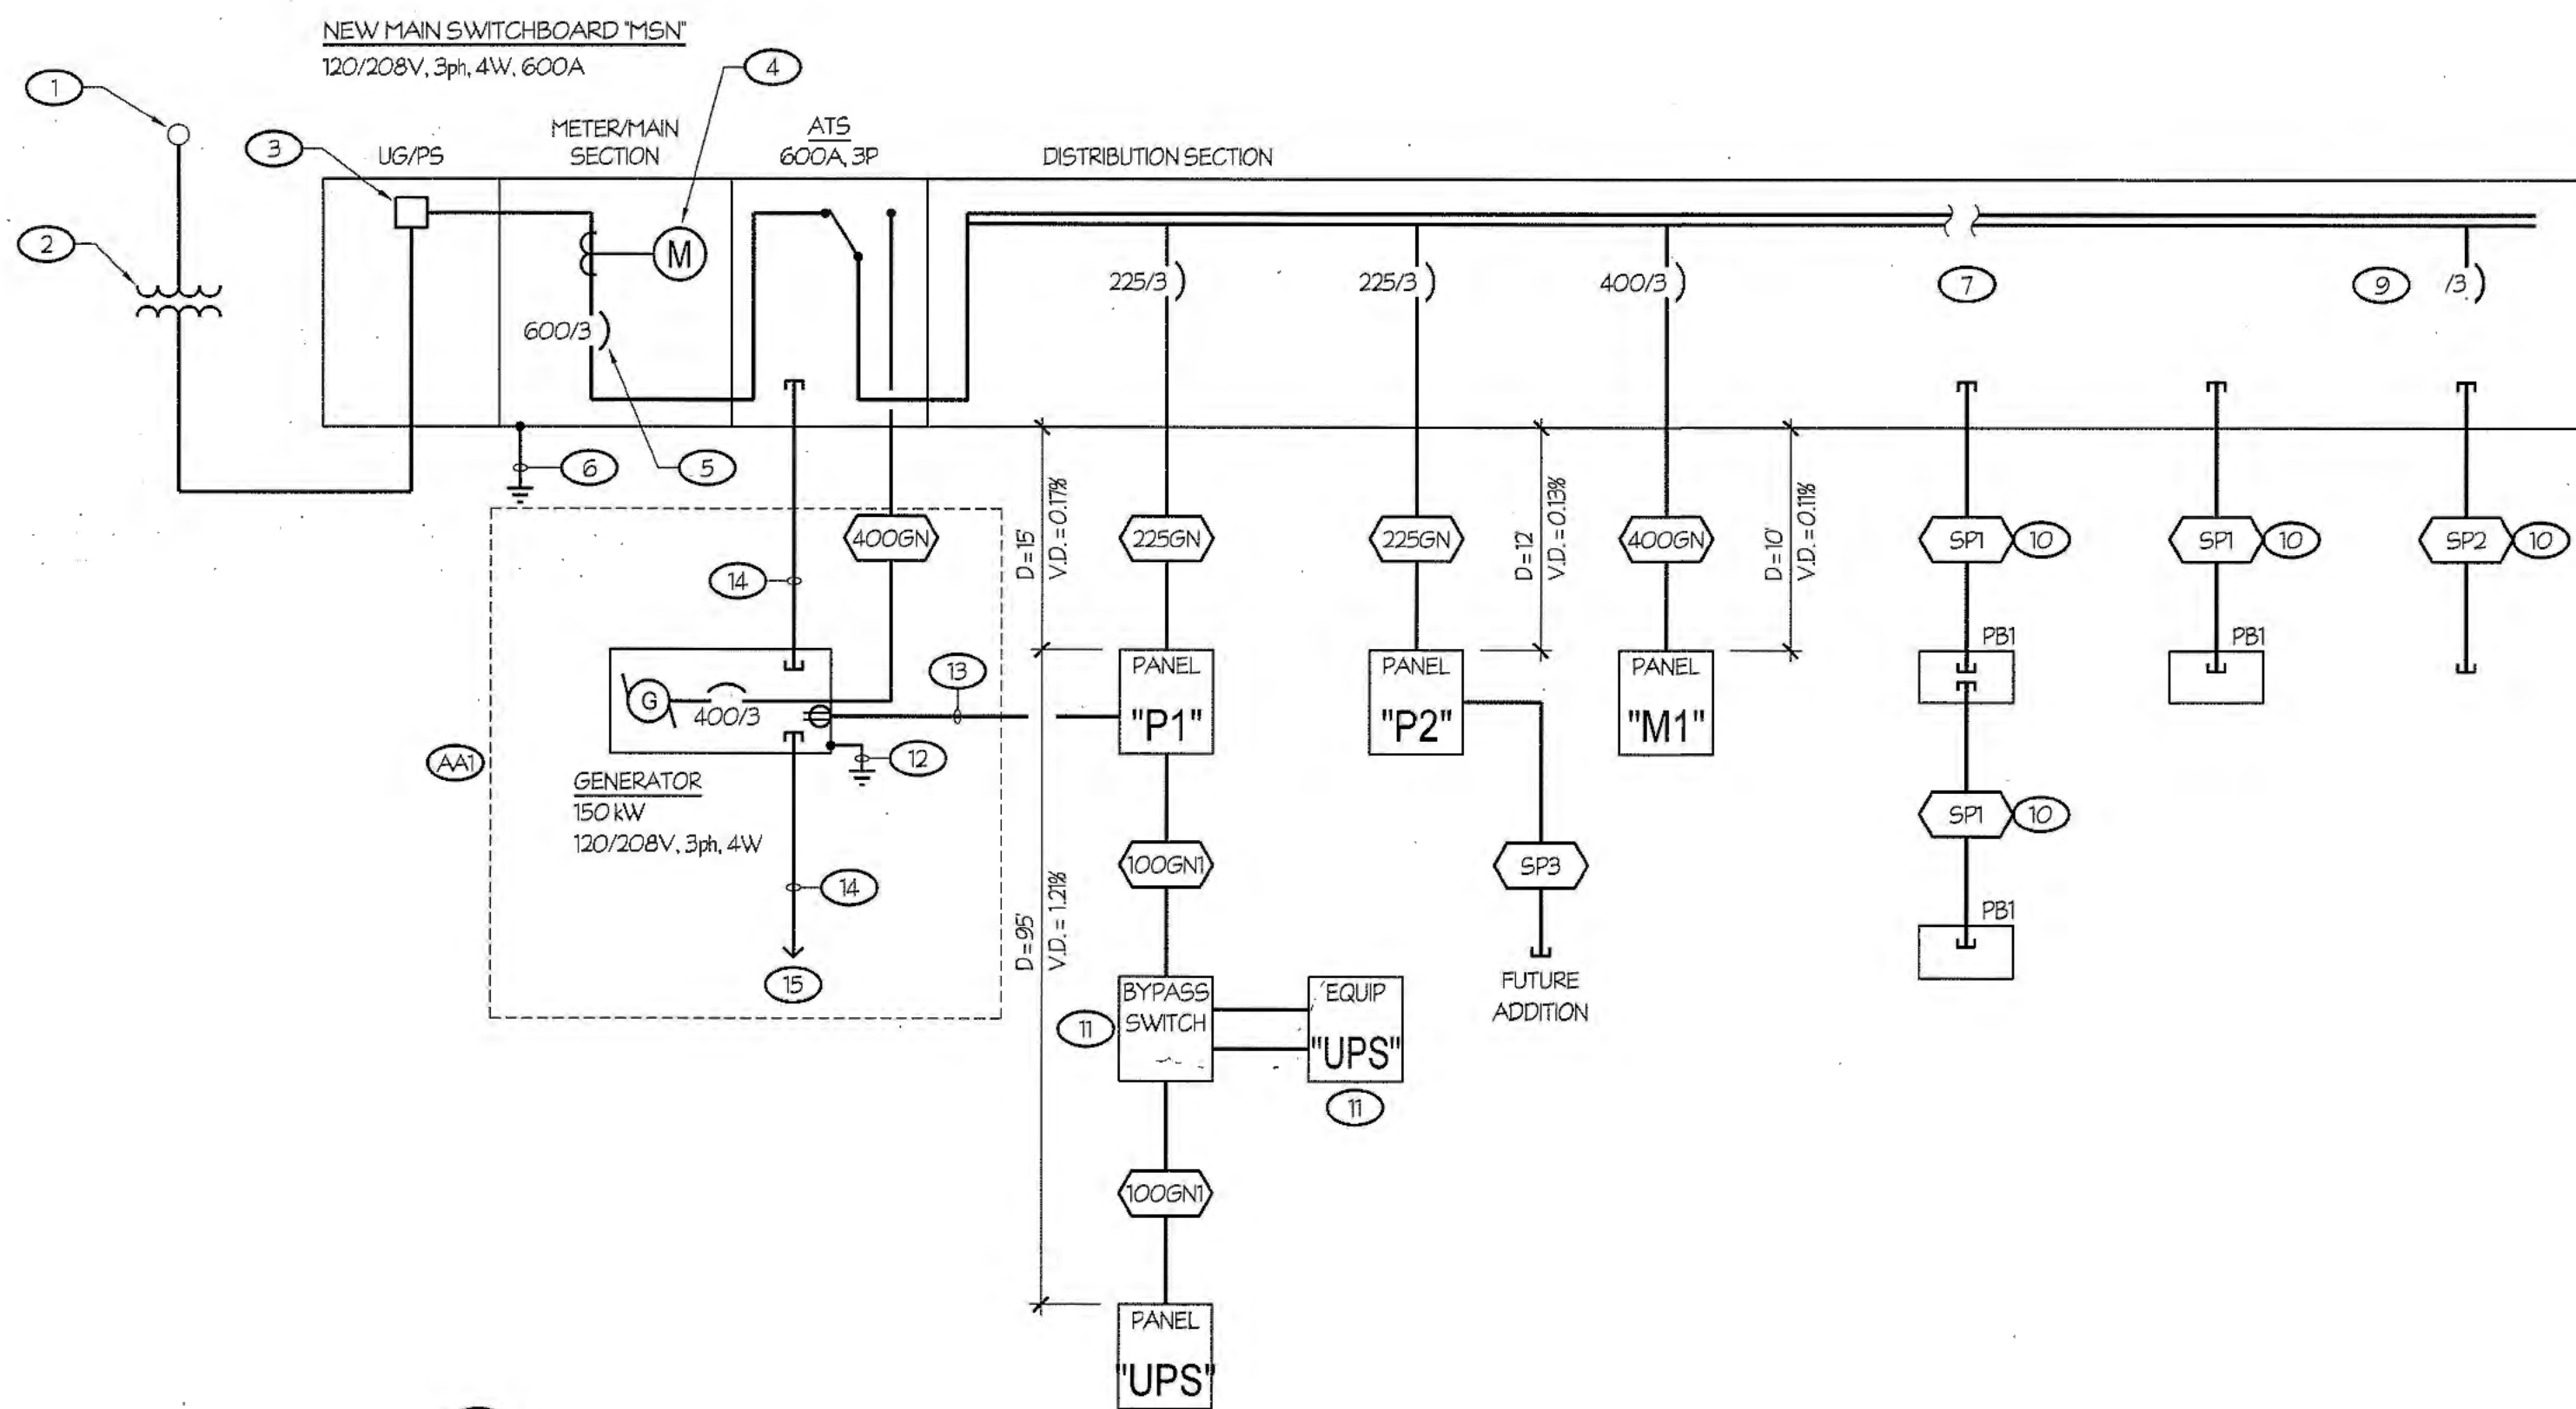 NEW MAIN SWITCHBOARD "MSN"
120/208V, 3ph, 4W, 600A
1
2
3
4
UG/PS
METER/MAIN
SECTION
ATS
600A, 3P
DISTRIBUTION SECTION
M
600/3
225/3
225/3
400/3
7
9
/3
6
5
D=15'
V.D. = 0.17%
D=12'
V.D. = 0.13%
D=10'
V.D. = 0.11%
400GN
225GN
225GN
400GN
SP1
10
SP1
10
SP2
10
14
13
G
400/3
12
AA1
GENERATOR
150 kW
120/208V, 3ph, 4W
14
15
PANEL
"P1"
PANEL
"P2"
PANEL
"M1"
PB1
PB1
SP1
10
PB1
100GN1
SP3
FUTURE
ADDITION
D=95'
V.D. = 1.21%
BYPASS
SWITCH
11
EQUIP
"UPS"
11
100GN1
PANEL
"UPS"